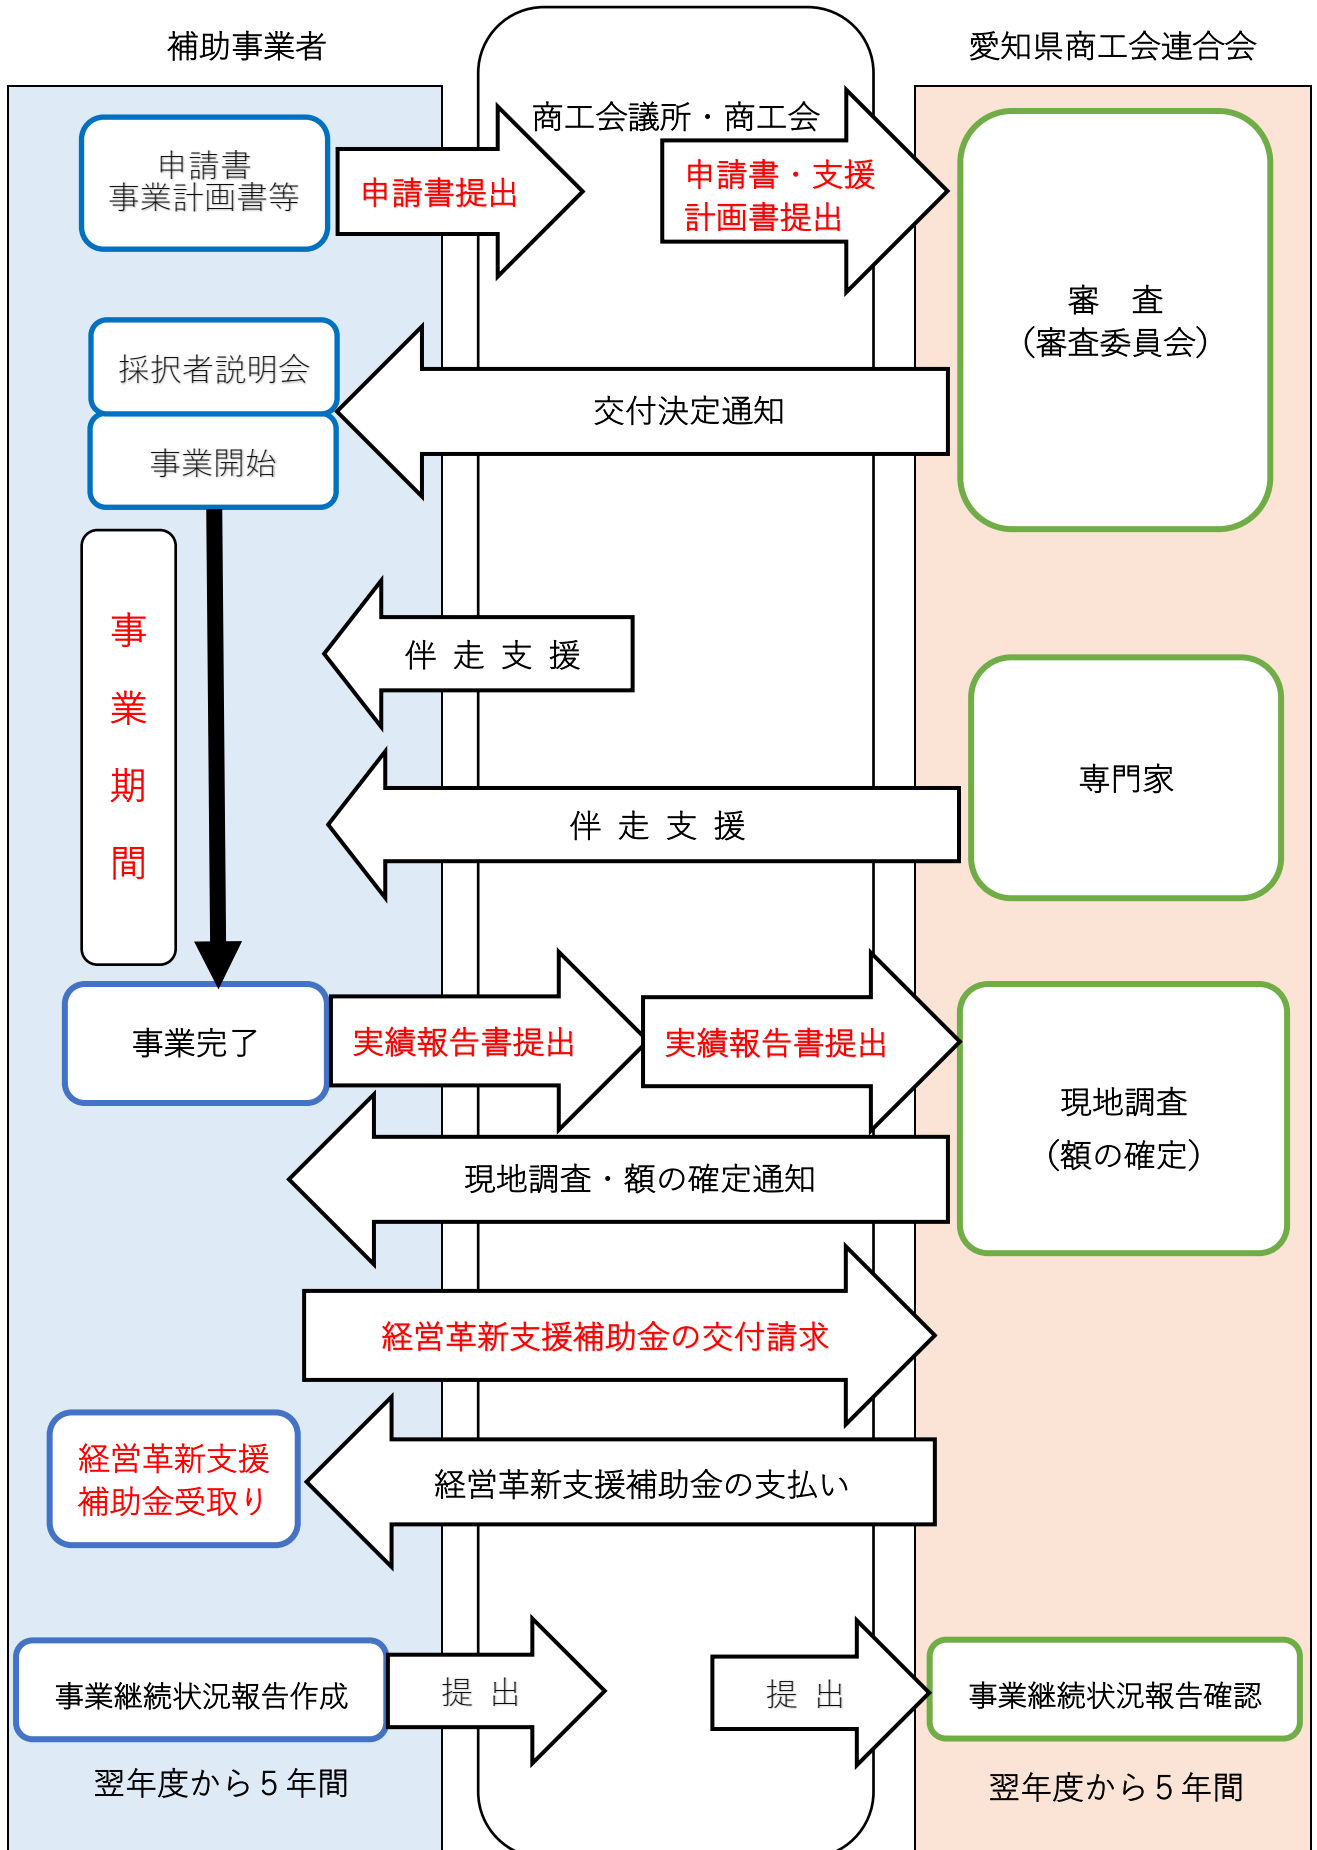 補助事業者
愛知県商工会連合会
商工会議所・商工会
申請書
事業計画書等
申請書提出
申請書・支援
計画書提出
審　査
（審査委員会）
採択者説明会
交付決定通知
事業開始
事
業
期
間
伴 走 支 援
専門家
伴 走 支 援
事業完了
実績報告書提出
実績報告書提出
現地調査
（額の確定）
現地調査・額の確定通知
経営革新支援補助金の交付請求
経営革新支援
補助金受取り
経営革新支援補助金の支払い
事業継続状況報告作成
提 出
提 出
事業継続状況報告確認
翌年度から５年間
翌年度から５年間